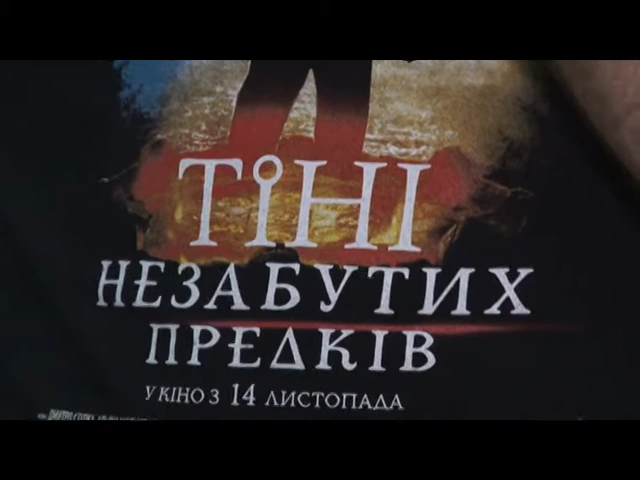 ТІНІ
НЕЗАБУТИХ
ПРЕДКІВ
У КІНО З 14 ЛИСТОПАДА